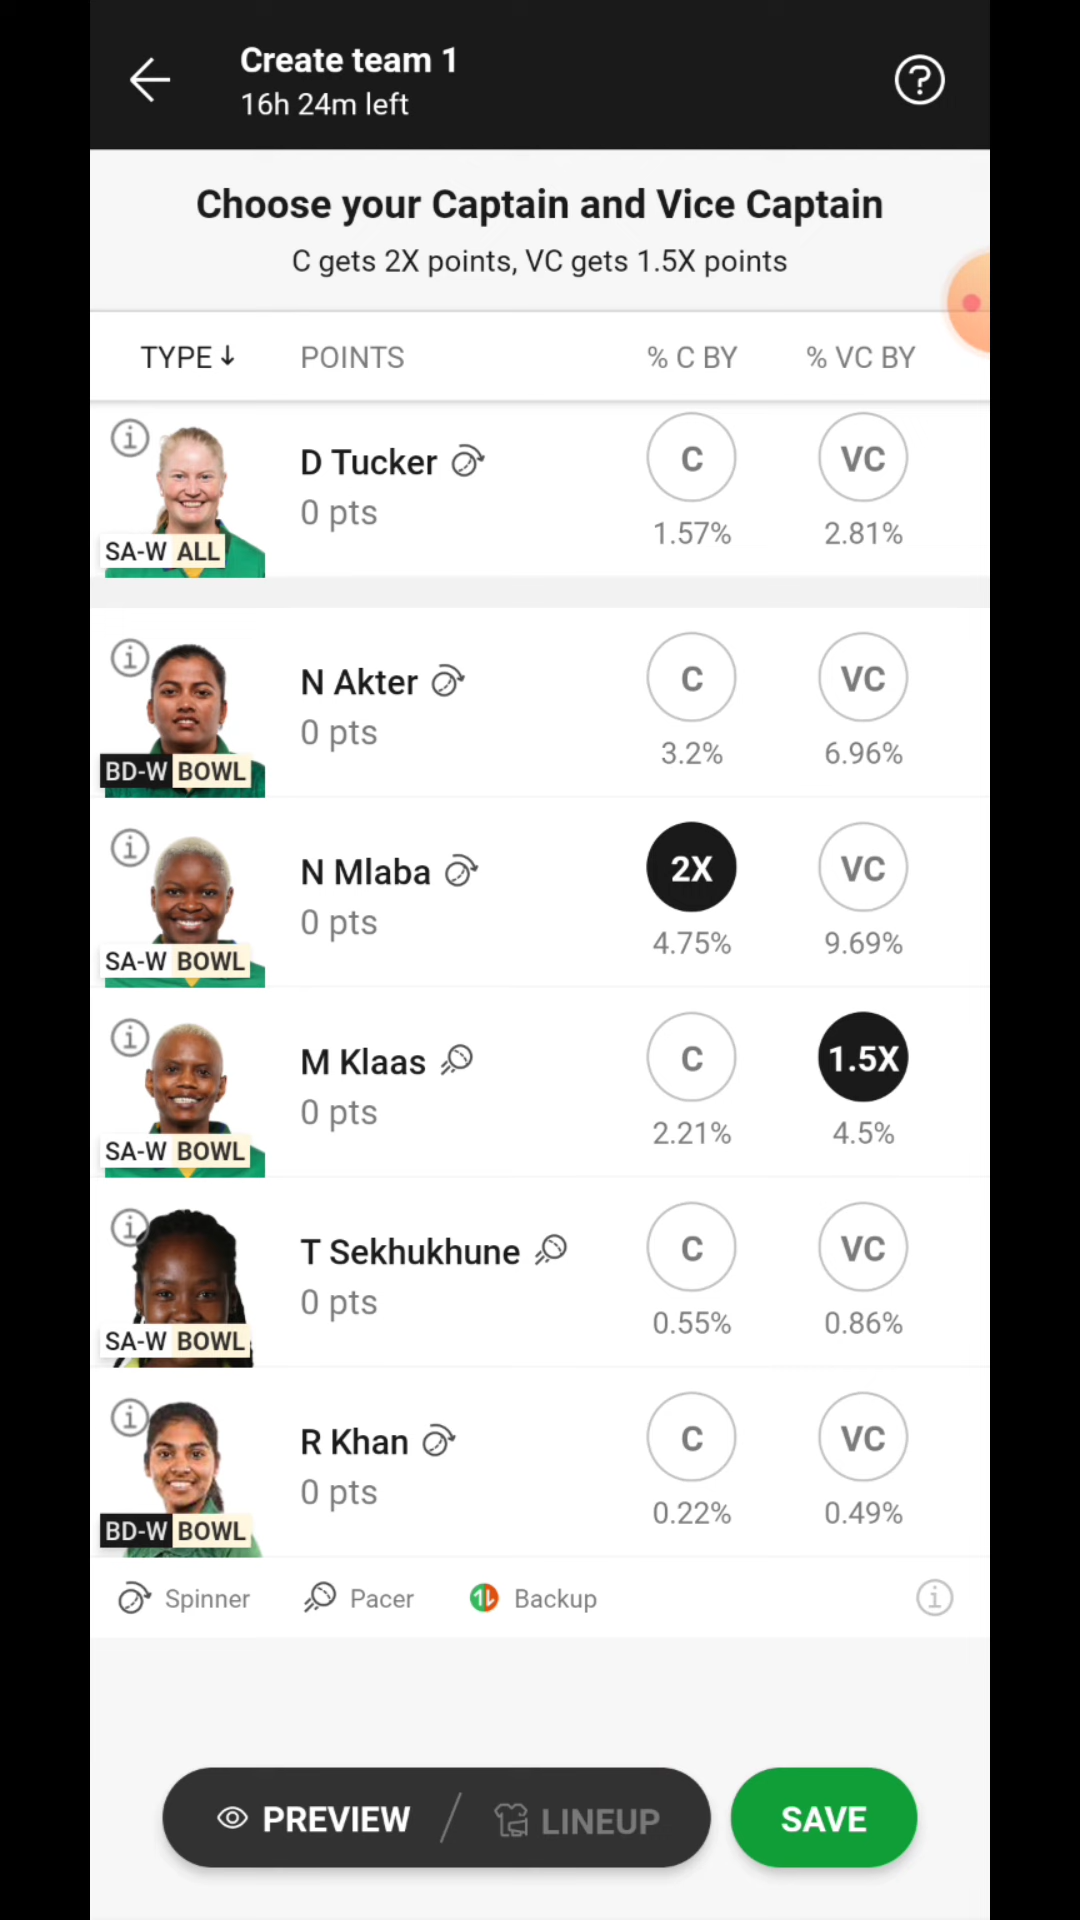 Create team 1
16h 24m left
Choose your Captain and Vice Captain
C gets 2X points, VC gets 1.5X points
TYPE↓ POINTS % C BY % VC BY
D Tucker C VC
0 pts
SA-W ALL 1.57% 2.81%
N Akter C VC
0 pts
BD-W BOWL 3.2% 6.96%
N Mlaba 2X VC
0 pts
SA-W BOWL 4.75% 9.69%
M Klaas C 1.5X
0 pts
SA-W BOWL 2.21% 4.5%
T Sekhukhune C VC
0 pts
SA-W BOWL 0.55% 0.86%
R Khan C VC
0 pts
BD-W BOWL 0.22% 0.49%
Spinner Pacer Backup
PREVIEW / LINEUP SAVE